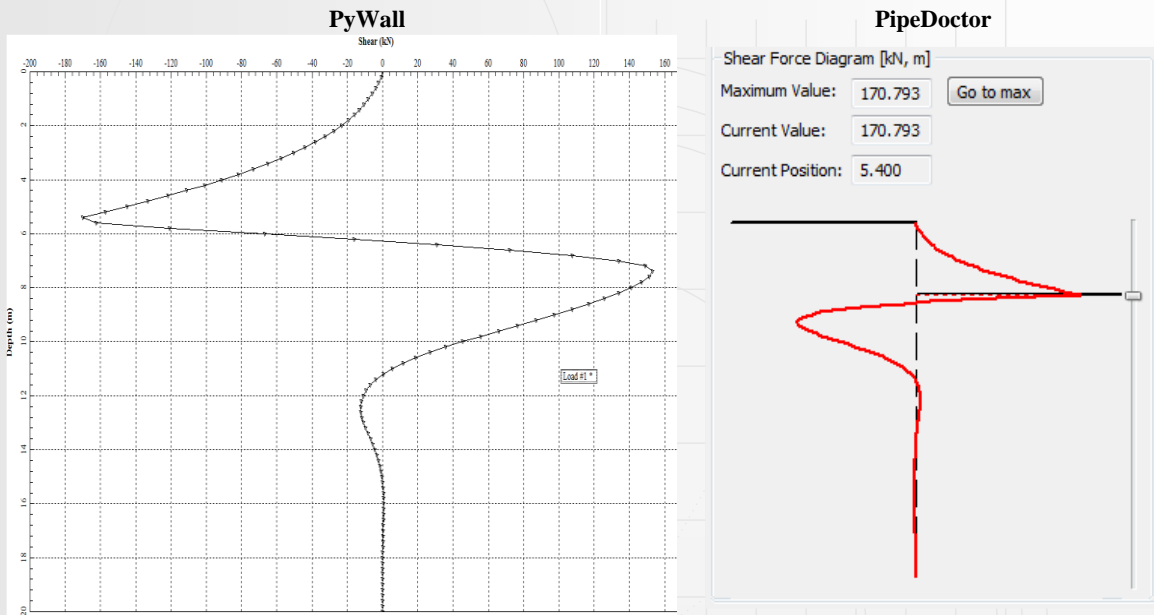 PyWall
Shear (kN)
-200 -180 -160 -140 -120 -100 -80 -60 -40 -20 0 20 40 60 80 100 120 140 160
0
2
4
6
8
10
12
14
16
18
20
Depth (m)
Load #1 *
PipeDoctor
Shear Force Diagram [kN, m]
Maximum Value: 170.793 Go to max
Current Value: 170.793
Current Position: 5.400